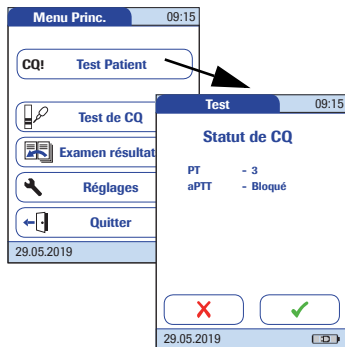 Menu Princ. 09:15
CQ! Test Patient
Test de CQ
Examen résultat
Réglages
Quitter
29.05.2019
Test 09:15
Statut de CQ
PT - 3
aPTT - Bloqué
29.05.2019